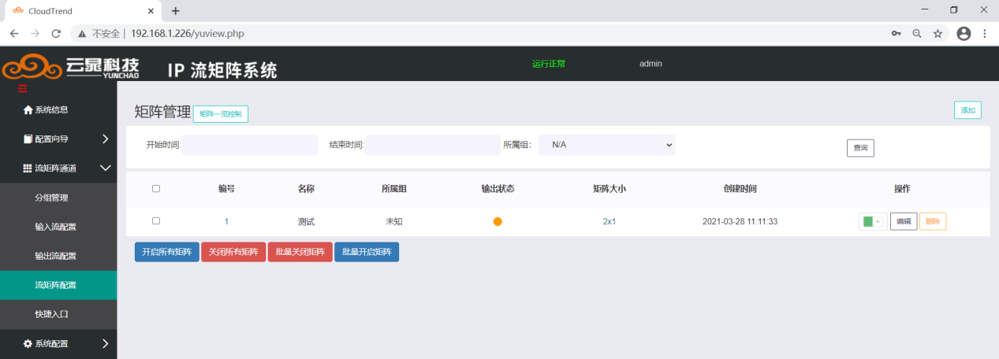 CloudTrend
不安全 | 192.168.1.226/yuview.php
云晁科技
YUNCHAO
IP 流矩阵系统
运行正常
admin
系统信息
配置向导
流矩阵通道
分组管理
输入流配置
输出流配置
流矩阵配置
快捷入口
系统配置
矩阵管理 矩阵一览控制 添加
开始时间: 结束时间: 所属组: N/A 查询
编号 名称 所属组 输出状态 矩阵大小 创建时间 操作
1 测试 未知 2x1 2021-03-28 11:11:33 编辑 删除
开启所有矩阵 关闭所有矩阵 批量关闭矩阵 批量开启矩阵